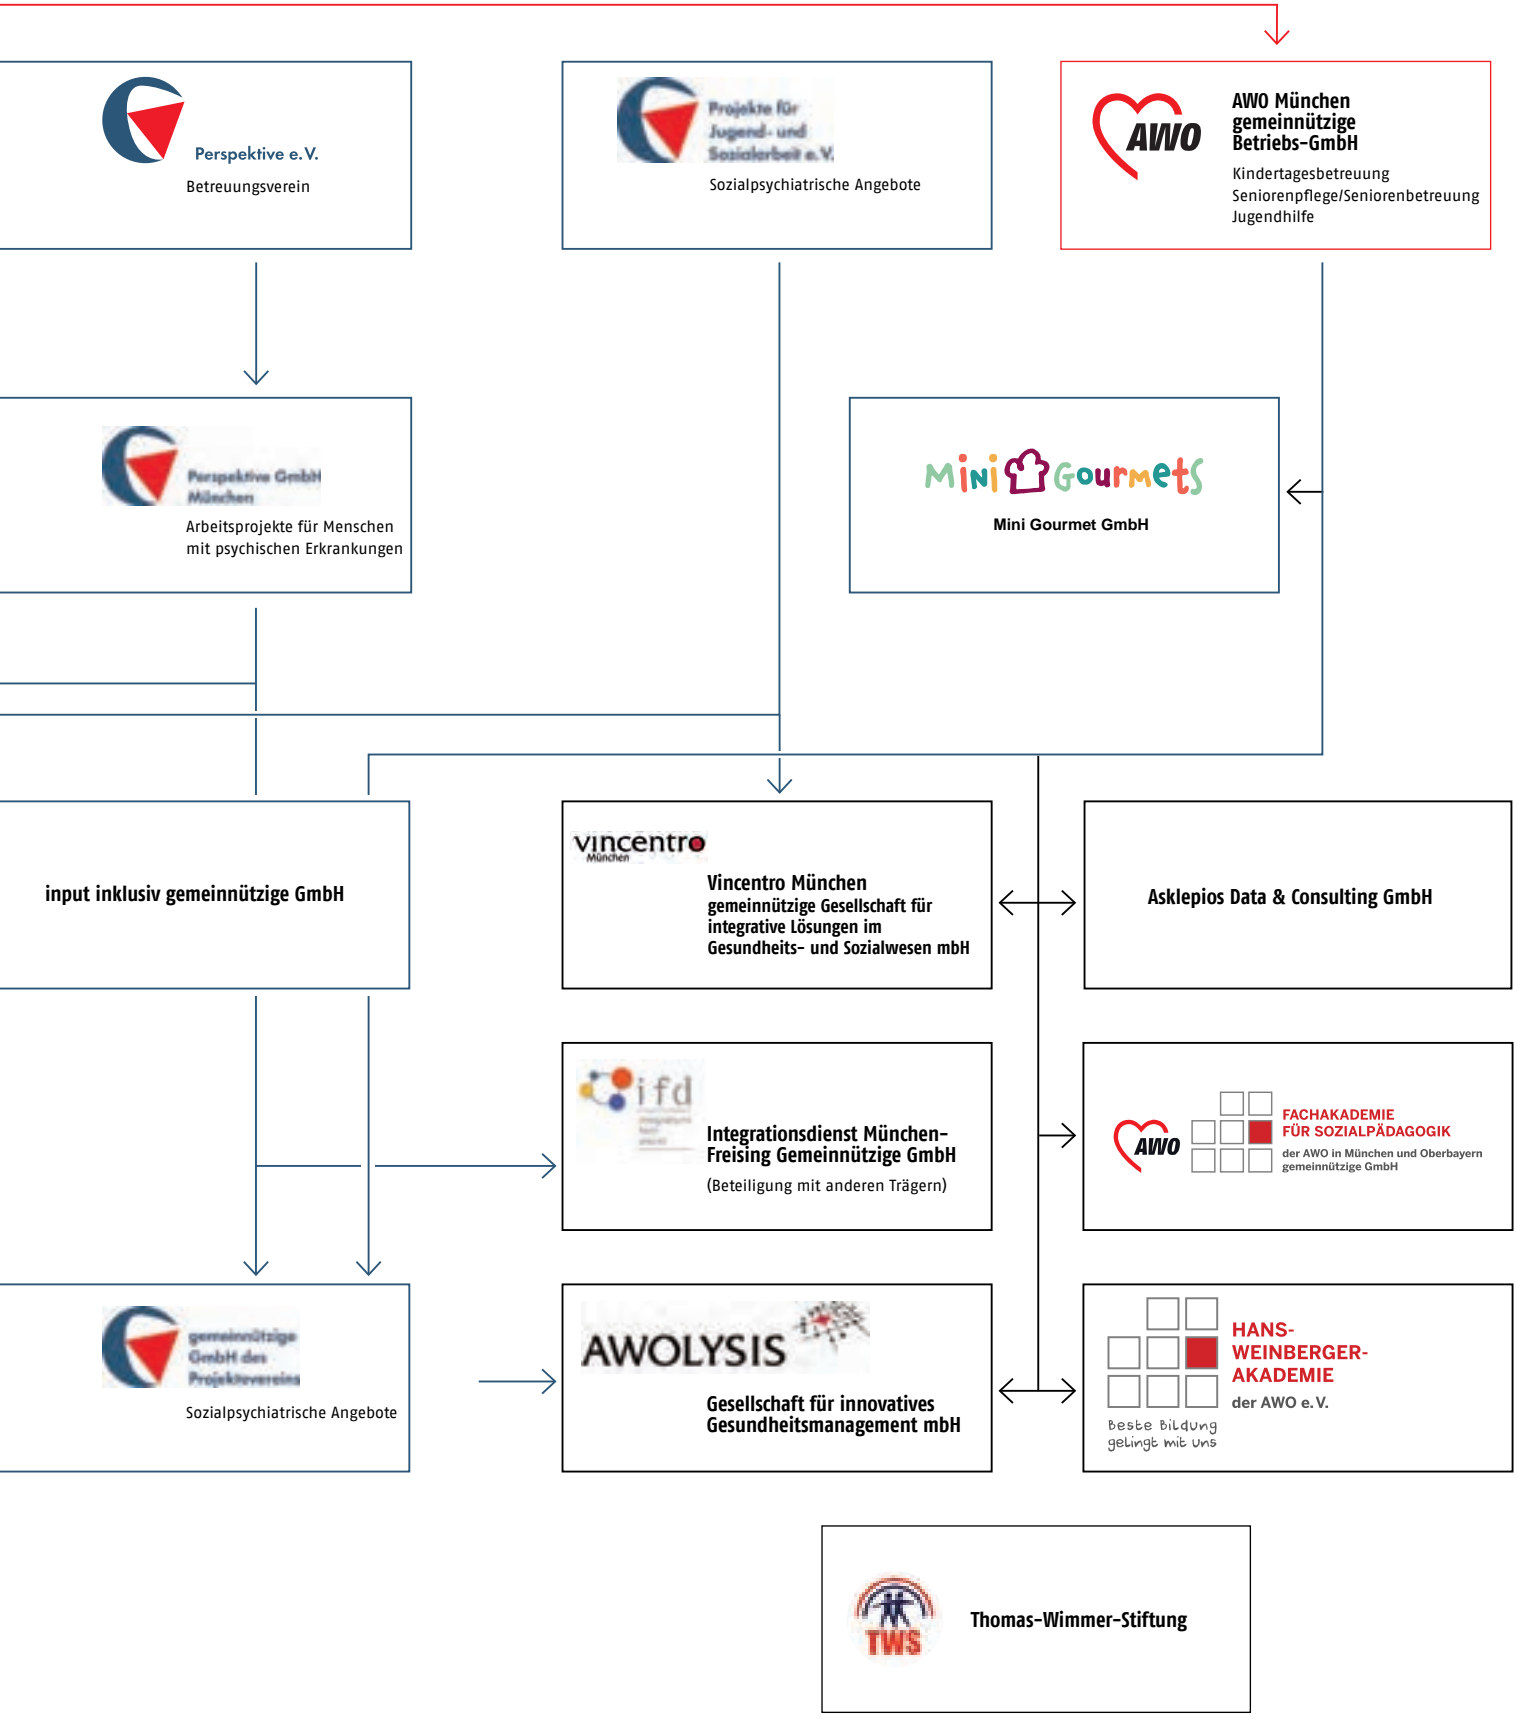 Perspektive e.V.
Betreuungsverein
Projekte für
Jugend- und
Sozialarbeit e.V.
Sozialpsychiatrische Angebote
AWO
AWO München
gemeinnützige
Betriebs-GmbH
Kindertagesbetreuung
Seniorenpflege/Seniorenbetreuung
Jugendhilfe
Perspektive GmbH
München
Arbeitsprojekte für Menschen
mit psychischen Erkrankungen
Mini Gourmets
Mini Gourmet GmbH
input inklusiv gemeinnützige GmbH
vincentro
München
Vincentro München
gemeinnützige Gesellschaft für
integrative Lösungen im
Gesundheits- und Sozialwesen mbH
Asklepios Data & Consulting GmbH
ifd
Integrationsdienst München-
Freising Gemeinnützige GmbH
(Beteiligung mit anderen Trägern)
AWO
FACHAKADEMIE
FÜR SOZIALPÄDAGOGIK
der AWO in München und Oberbayern
gemeinnützige GmbH
gemeinnützige
GmbH des
Projektevereins
Sozialpsychiatrische Angebote
AWOLYSIS
Gesellschaft für innovatives
Gesundheitsmanagement mbH
HANS-
WEINBERGER-
AKADEMIE
der AWO e.V.
Beste Bildung
gelingt mit uns
TWS
Thomas-Wimmer-Stiftung